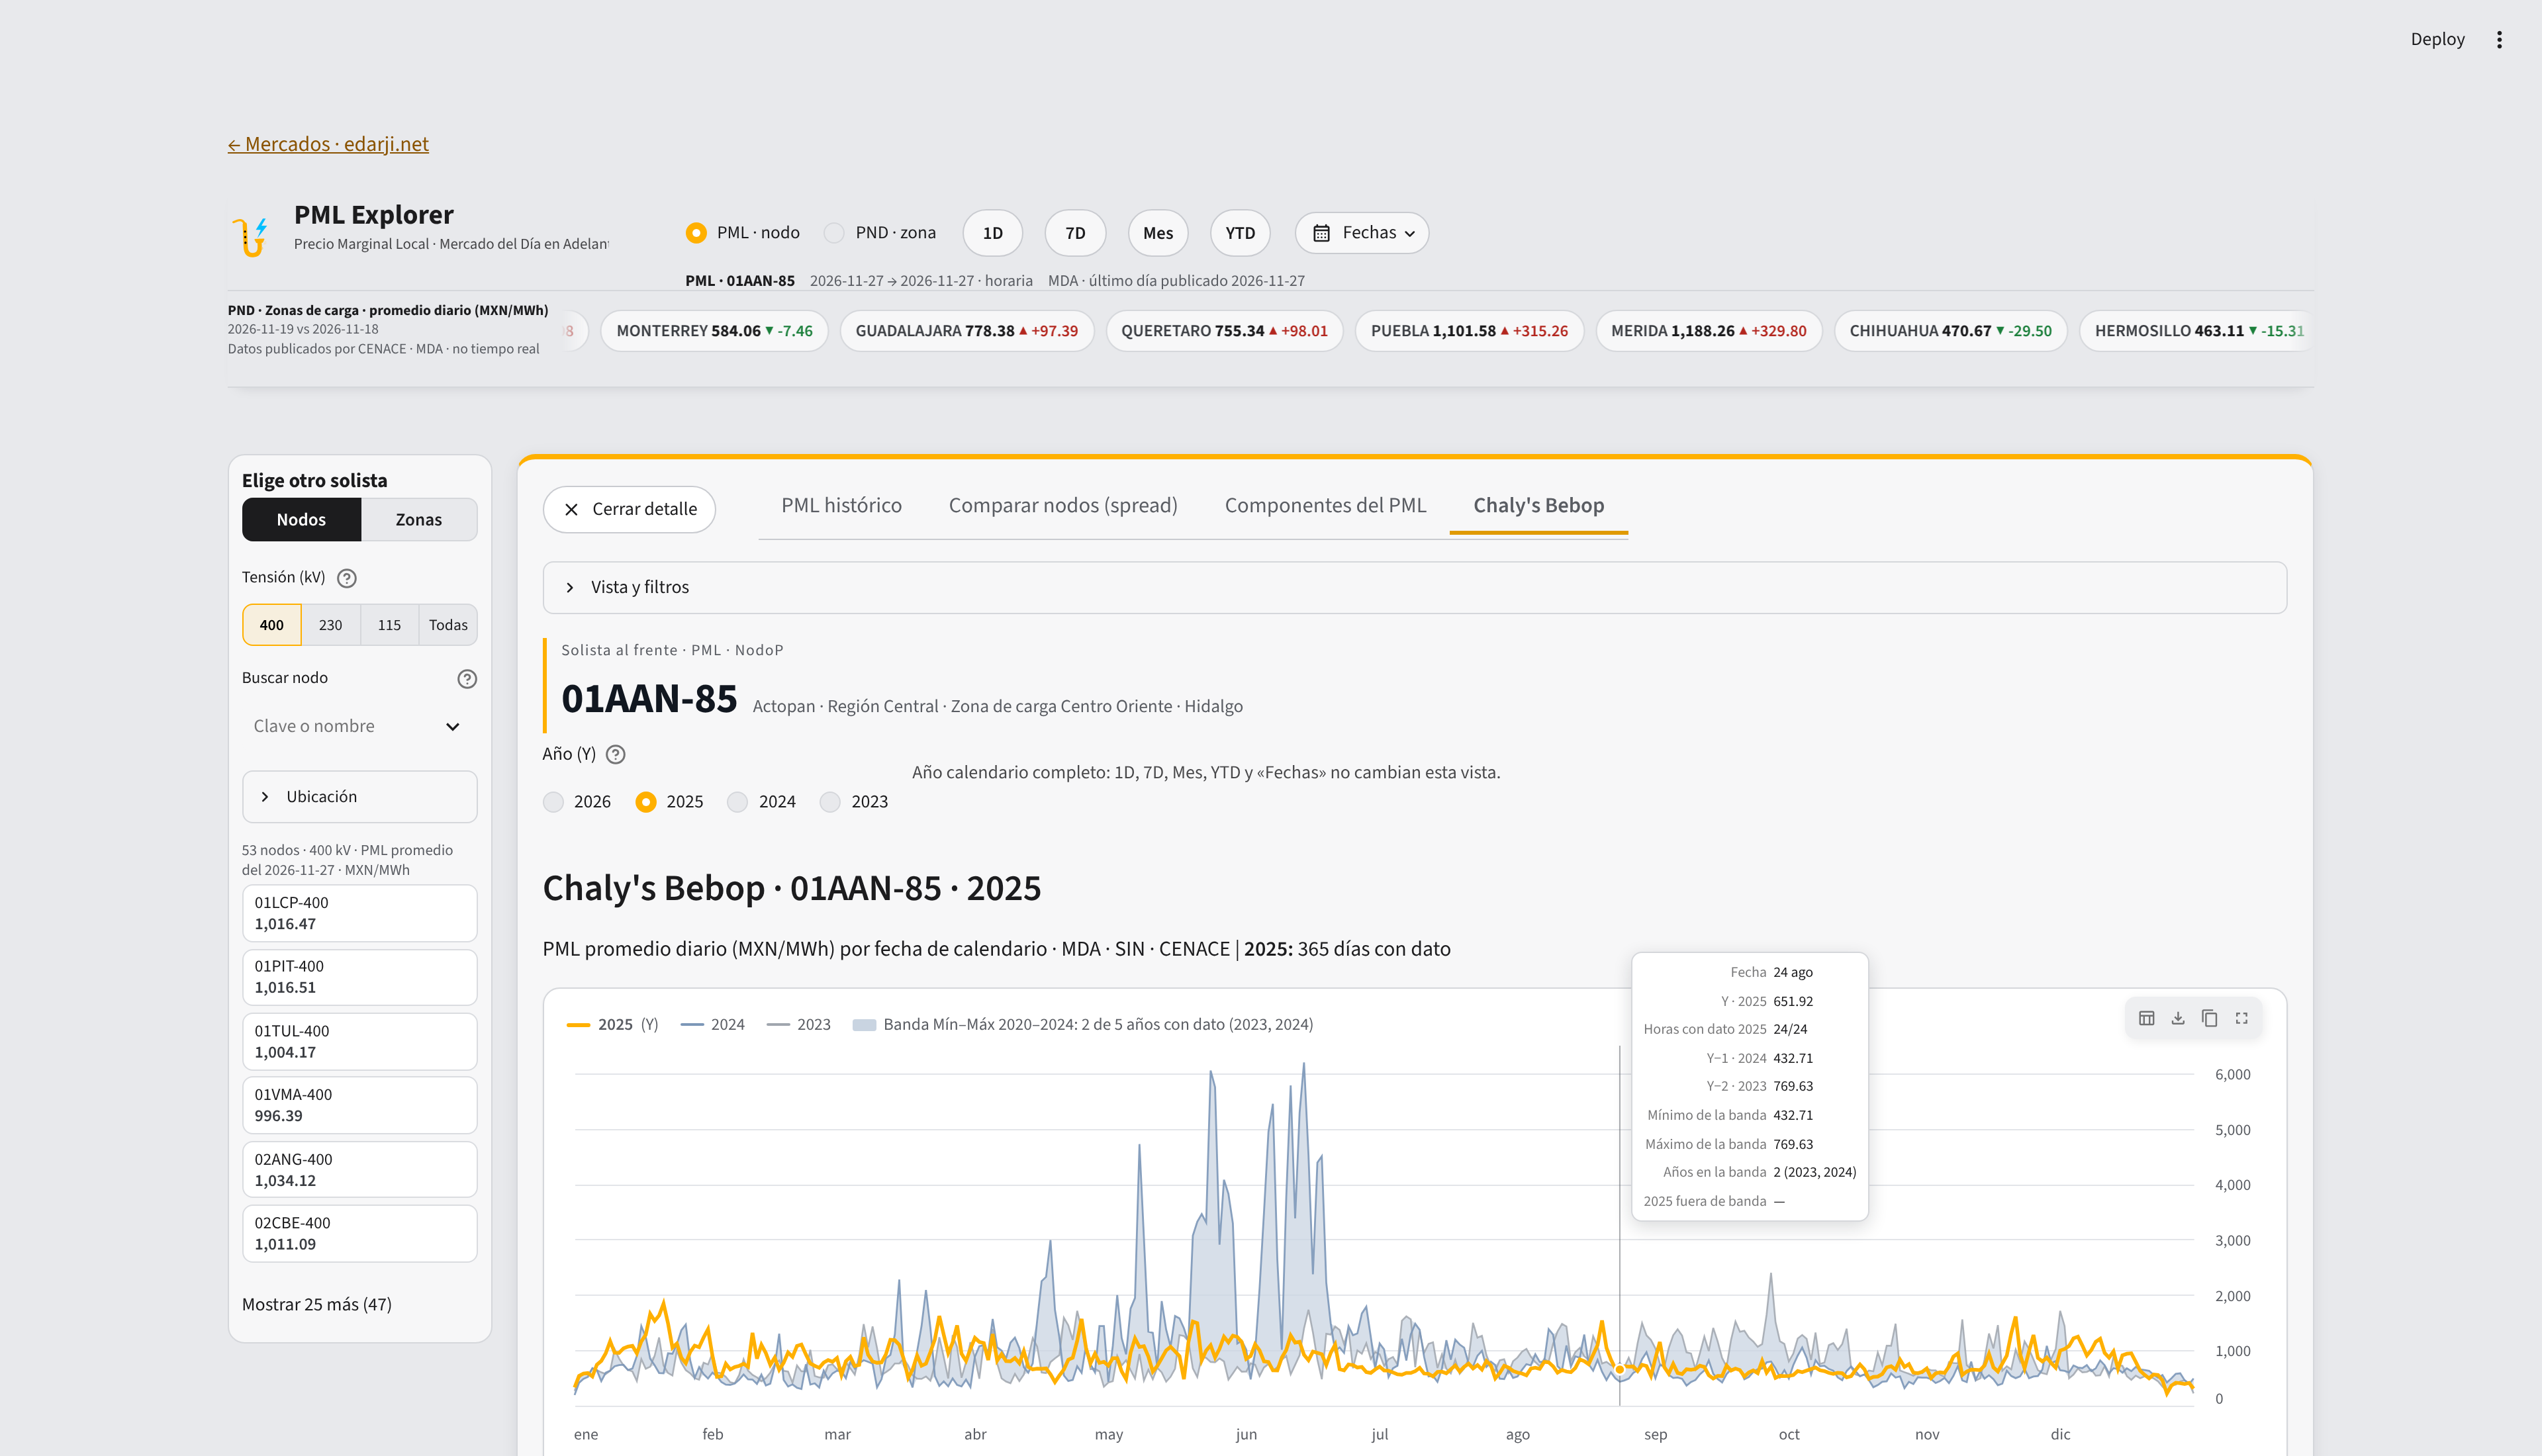 Deploy
← Mercados · edarji.net
PML Explorer
Precio Marginal Local · Mercado del Día en
PML · nodo
PND · zona
1D
7D
Mes
YTD
Fechas
PML · 01AAN-85 2026-11-27 → 2026-11-27 · horaria MDA · último día publicado 2026-11-27
PND · Zonas de carga · promedio diario (MXN/MWh)
2026-11-19 vs 2026-11-18
Datos publicados por CENACE · MDA · no tiempo real
MONTERREY 584.06 ▼ -7.46
GUADALAJARA 778.38 ▲ +97.39
QUERETARO 755.34 ▲ +98.01
PUEBLA 1,101.58 ▲ +315.26
MERIDA 1,188.26 ▲ +329.80
CHIHUAHUA 470.67 ▼ -29.50
HERMOSILLO 463.11 ▼ -15.31
Elige otro solista
Nodos
Zonas
Tensión (kV)
400
230
115
Todas
Buscar nodo
Clave o nombre
Ubicación
53 nodos · 400 kV · PML promedio
del 2026-11-27 · MXN/MWh
01LCP-400
1,016.47
01PIT-400
1,016.51
01TUL-400
1,004.17
01VMA-400
996.39
02ANG-400
1,034.12
02CBE-400
1,011.09
Mostrar 25 más (47)
Cerrar detalle
PML histórico
Comparar nodos (spread)
Componentes del PML
Chaly's Bebop
Vista y filtros
Solista al frente · PML · NodoP
01AAN-85 Actopan · Región Central · Zona de carga Centro Oriente · Hidalgo
Año (Y)
Año calendario completo: 1D, 7D, Mes, YTD y «Fechas» no cambian esta vista.
2026
2025
2024
2023
Chaly's Bebop · 01AAN-85 · 2025
PML promedio diario (MXN/MWh) por fecha de calendario · MDA · SIN · CENACE | 2025: 365 días con dato
2025 (Y)
2024
2023
Banda Mín–Máx 2020–2024: 2 de 5 años con dato (2023, 2024)
Fecha 24 ago
Y · 2025 651.92
Horas con dato 2025 24/24
Y−1 · 2024 432.71
Y−2 · 2023 769.63
Mínimo de la banda 432.71
Máximo de la banda 769.63
Años en la banda 2 (2023, 2024)
2025 fuera de banda —
6,000
5,000
4,000
3,000
2,000
1,000
0
ene
feb
mar
abr
may
jun
jul
ago
sep
oct
nov
dic